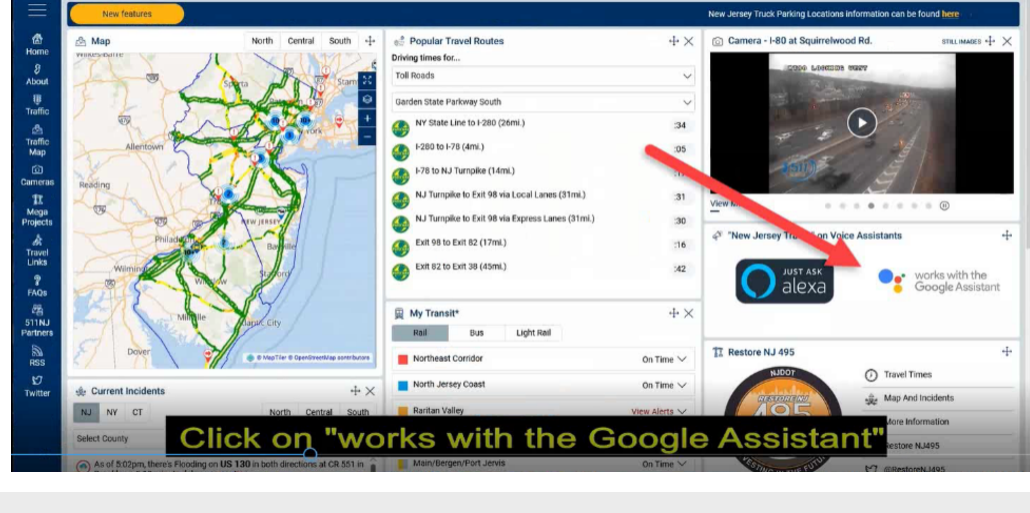 New features
New Jersey Truck Parking Locations information can be found here
Home
About
Traffic
Traffic
Map
Cameras
Mega
Projects
Travel
Links
FAQs
511NJ
Partners
RSS
Twitter
Map
North Central South
Sparta
Allentown
Reading
NEW JERSEY
Dover
© MapTiler © OpenStreetMap contributors
Current Incidents
NJ NY CT
North Central South
Select County
As of 5:02pm, there's Flooding on US 130 in both directions at CR 551 in
Popular Travel Routes
Driving times for...
Toll Roads
Garden State Parkway South
NY State Line to I-280 (26mi.) :34
I-280 to I-78 (4mi.) :05
I-78 to NJ Turnpike (14mi.)
NJ Turnpike to Exit 98 via Local Lanes (31mi.) :31
NJ Turnpike to Exit 98 via Express Lanes (31mi.) :30
Exit 98 to Exit 82 (17mi.) :16
Exit 82 to Exit 38 (45mi.) :42
My Transit*
Rail Bus Light Rail
Northeast Corridor On Time
North Jersey Coast On Time
Raritan Valley View Alerts
Main/Bergen/Port Jervis On Time
Camera - I-80 at Squirrelwood Rd.
STILL IMAGES
LOOKING WEST
View
on Voice Assistants
JUST ASK
alexa
works with the
Google Assistant
Restore NJ 495
NJDOT
RESTORE NJ
495
Travel Times
Map And Incidents
More Information
Restore NJ495
@RestoreNJ495
Click on "works with the Google Assistant"